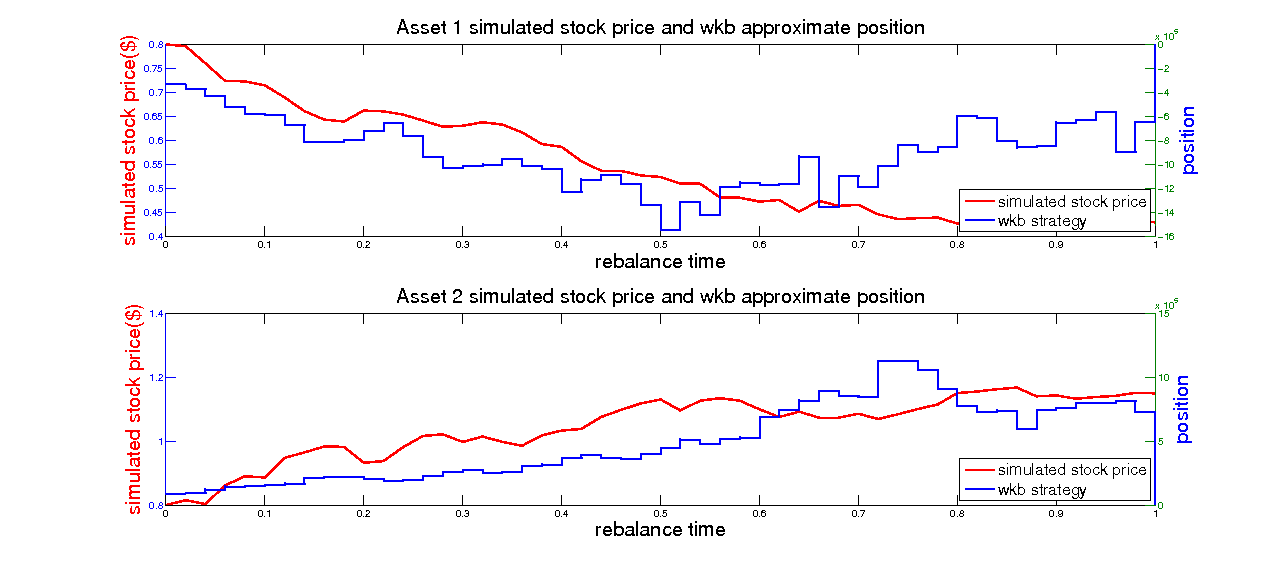 Asset 1 simulated stock price and wkb approximate position
x 10⁵
simulated stock price($)
0.8
0.75
0.7
0.65
0.6
0.55
0.5
0.45
0.4
0
-2
-4
-6
-8
-10
-12
-14
-16
position
simulated stock price
wkb strategy
0 0.1 0.2 0.3 0.4 0.5 0.6 0.7 0.8 0.9 1
rebalance time
Asset 2 simulated stock price and wkb approximate position
x 10⁵
simulated stock price($)
1.4
1.2
1
0.8
15
10
5
0
position
simulated stock price
wkb strategy
0 0.1 0.2 0.3 0.4 0.5 0.6 0.7 0.8 0.9 1
rebalance time